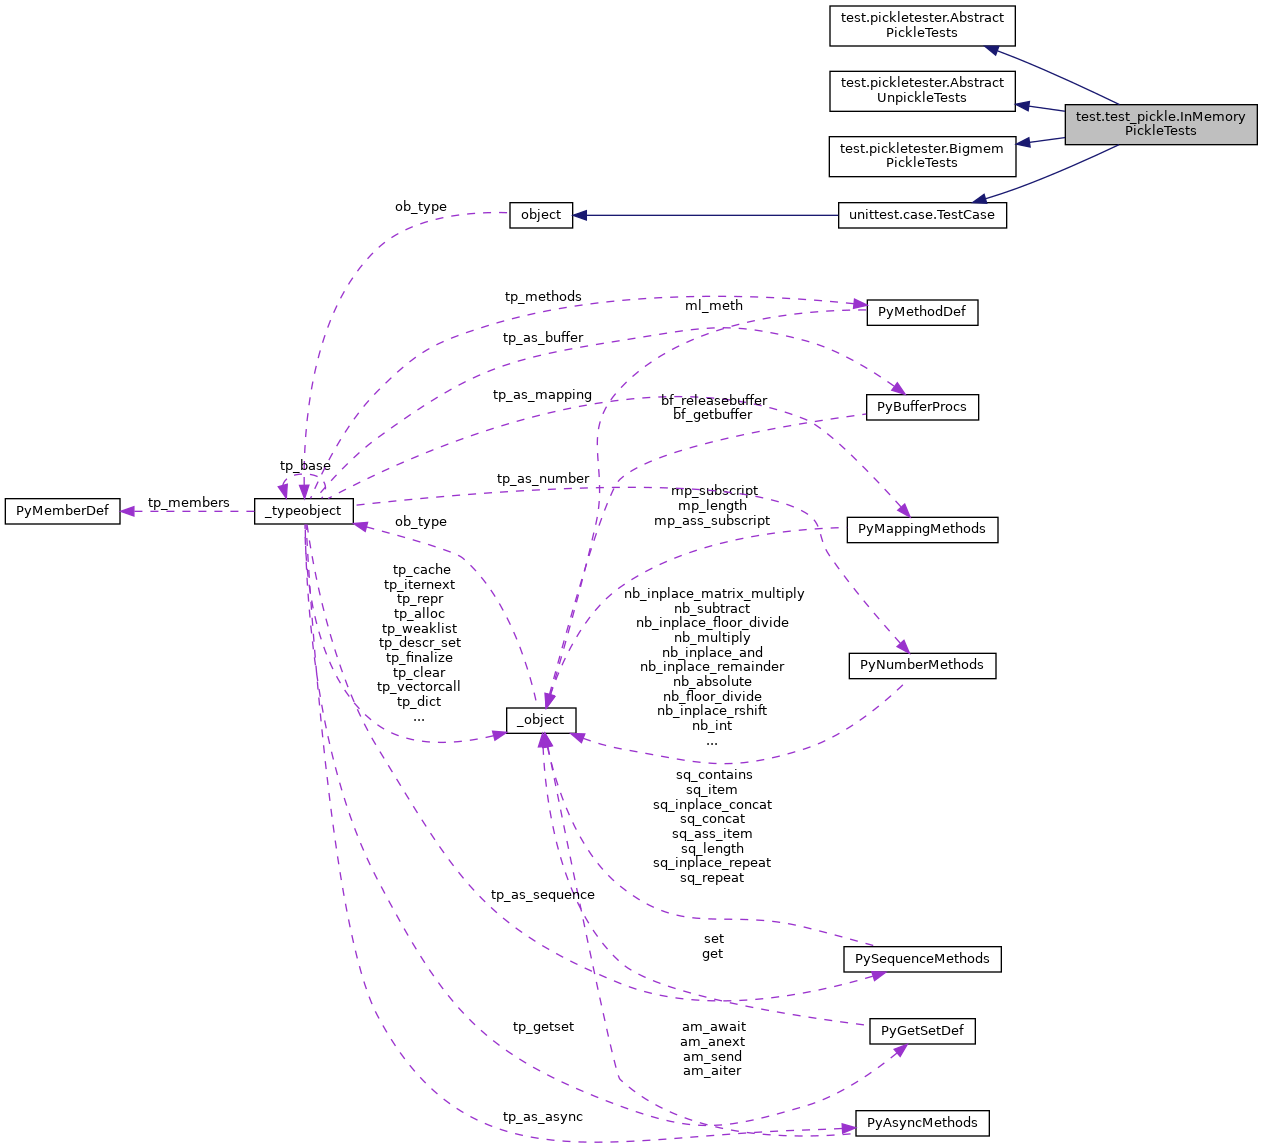 test.pickletester.Abstract
PickleTests
test.pickletester.Abstract
UnpickleTests
test.test_pickle.InMemory
PickleTests
test.pickletester.Bigmem
PickleTests
ob_type
object
unittest.case.TestCase
tp_methods
ml_meth
PyMethodDef
tp_as_buffer
tp_as_mapping
bf_releasebuffer
bf_getbuffer
PyBufferProcs
tp_base
tp_as_number
mp_subscript
mp_length
mp_ass_subscript
PyMemberDef
tp_members
_typeobject
ob_type
PyMappingMethods
tp_cache
tp_iternext
tp_repr
tp_alloc
tp_weaklist
tp_descr_set
tp_finalize
tp_clear
tp_vectorcall
tp_dict
...
nb_inplace_matrix_multiply
nb_subtract
nb_inplace_floor_divide
nb_multiply
nb_inplace_and
nb_inplace_remainder
nb_absolute
nb_floor_divide
nb_inplace_rshift
nb_int
...
PyNumberMethods
_object
sq_contains
sq_item
sq_inplace_concat
sq_concat
sq_ass_item
sq_length
sq_inplace_repeat
sq_repeat
tp_as_sequence
set
get
PySequenceMethods
tp_getset
am_await
am_anext
am_send
am_aiter
PyGetSetDef
tp_as_async
PyAsyncMethods